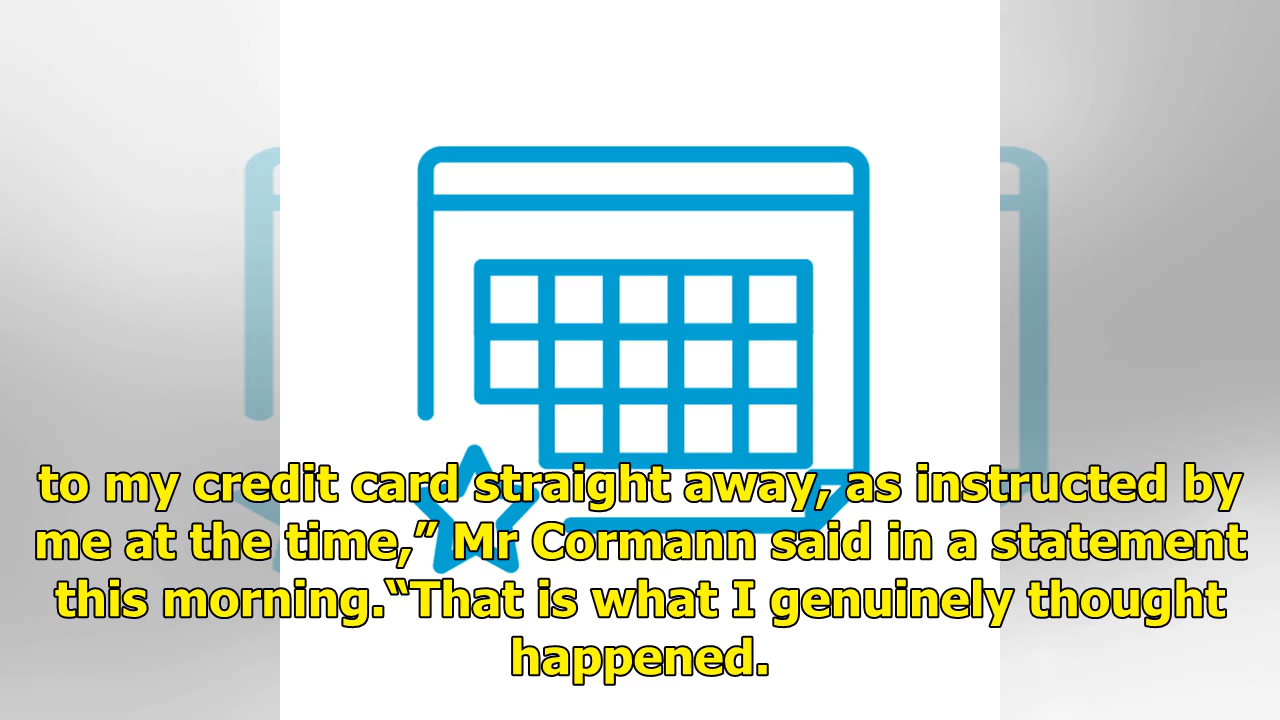 to my credit card straight away, as instructed by
me at the time,” Mr Cormann said in a statement
this morning.“That is what I genuinely thought
happened.